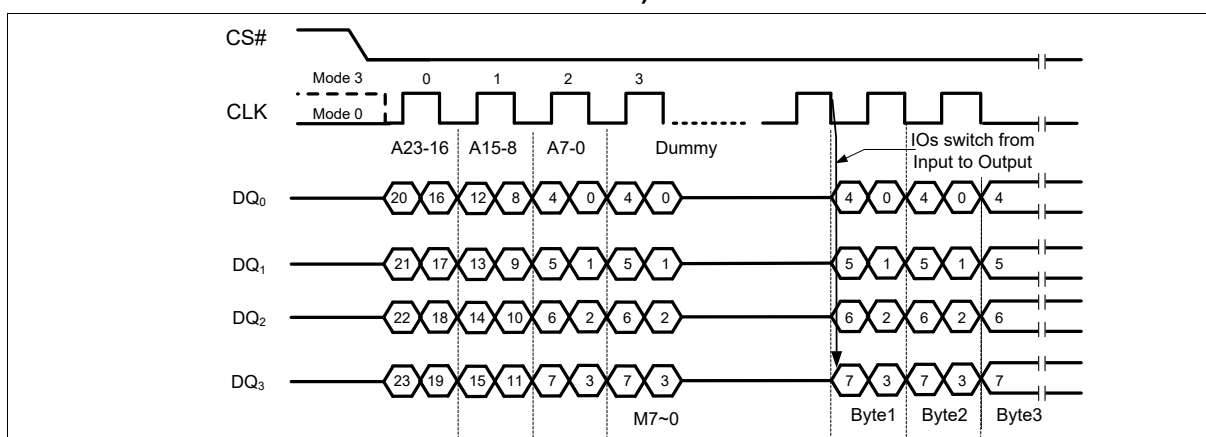 CS#
Mode 3 0 1 2 3
CLK Mode 0
IOs switch from
Input to Output
A23-16 A15-8 A7-0 Dummy
DQ0 20 16 12 8 4 0 4 0 4 0 4 0 4
DQ1 21 17 13 9 5 1 5 1 5 1 5 1 5
DQ2 22 18 14 10 6 2 6 2 6 2 6 2 6
DQ3 23 19 15 11 7 3 7 3 7 3 7 3 7
M7~0 Byte1 Byte2 Byte3